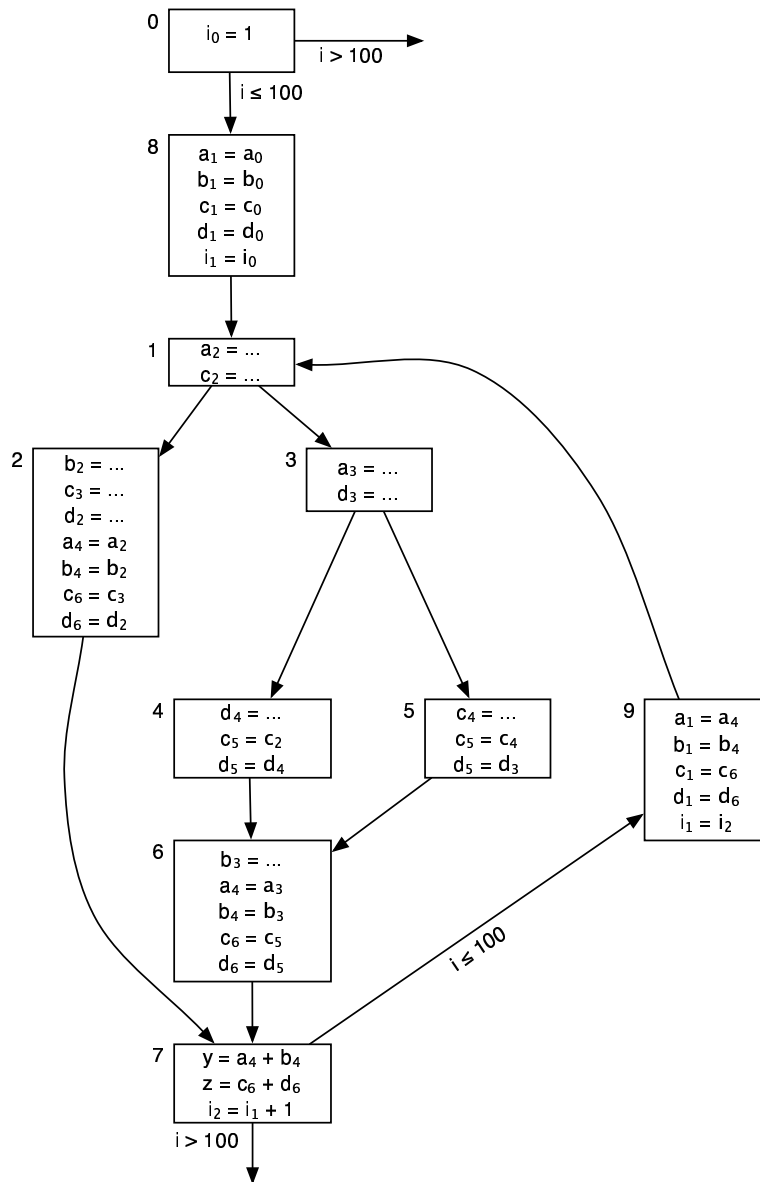 0
i₀ = 1
i > 100
i ≤ 100
8
a₁ = a₀
b₁ = b₀
c₁ = c₀
d₁ = d₀
i₁ = i₀
1
a₂ = ...
c₂ = ...
2
b₂ = ...
c₃ = ...
d₂ = ...
a₄ = a₂
b₄ = b₂
c₆ = c₃
d₆ = d₂
3
a₃ = ...
d₃ = ...
4
d₄ = ...
c₅ = c₂
d₅ = d₄
5
c₄ = ...
c₅ = c₄
d₅ = d₃
9
a₁ = a₄
b₁ = b₄
c₁ = c₆
d₁ = d₆
i₁ = i₂
6
b₃ = ...
a₄ = a₃
b₄ = b₃
c₆ = c₅
d₆ = d₅
i ≤ 100
7
y = a₄ + b₄
z = c₆ + d₆
i₂ = i₁ + 1
i > 100